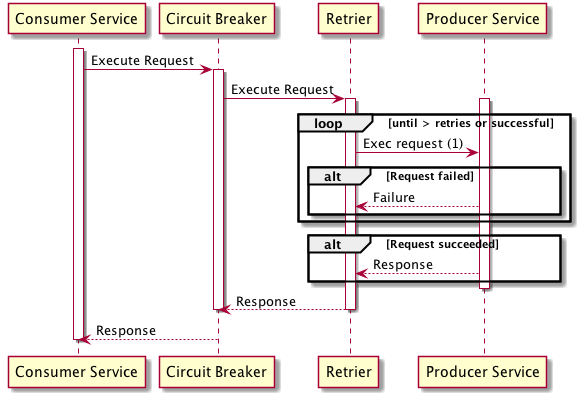 Consumer Service
Circuit Breaker
Retrier
Producer Service
Execute Request
Execute Request
loop [until > retries or successful]
Exec request (1)
alt [Request failed]
Failure
alt [Request succeeded]
Response
Response
Response
Consumer Service
Circuit Breaker
Retrier
Producer Service